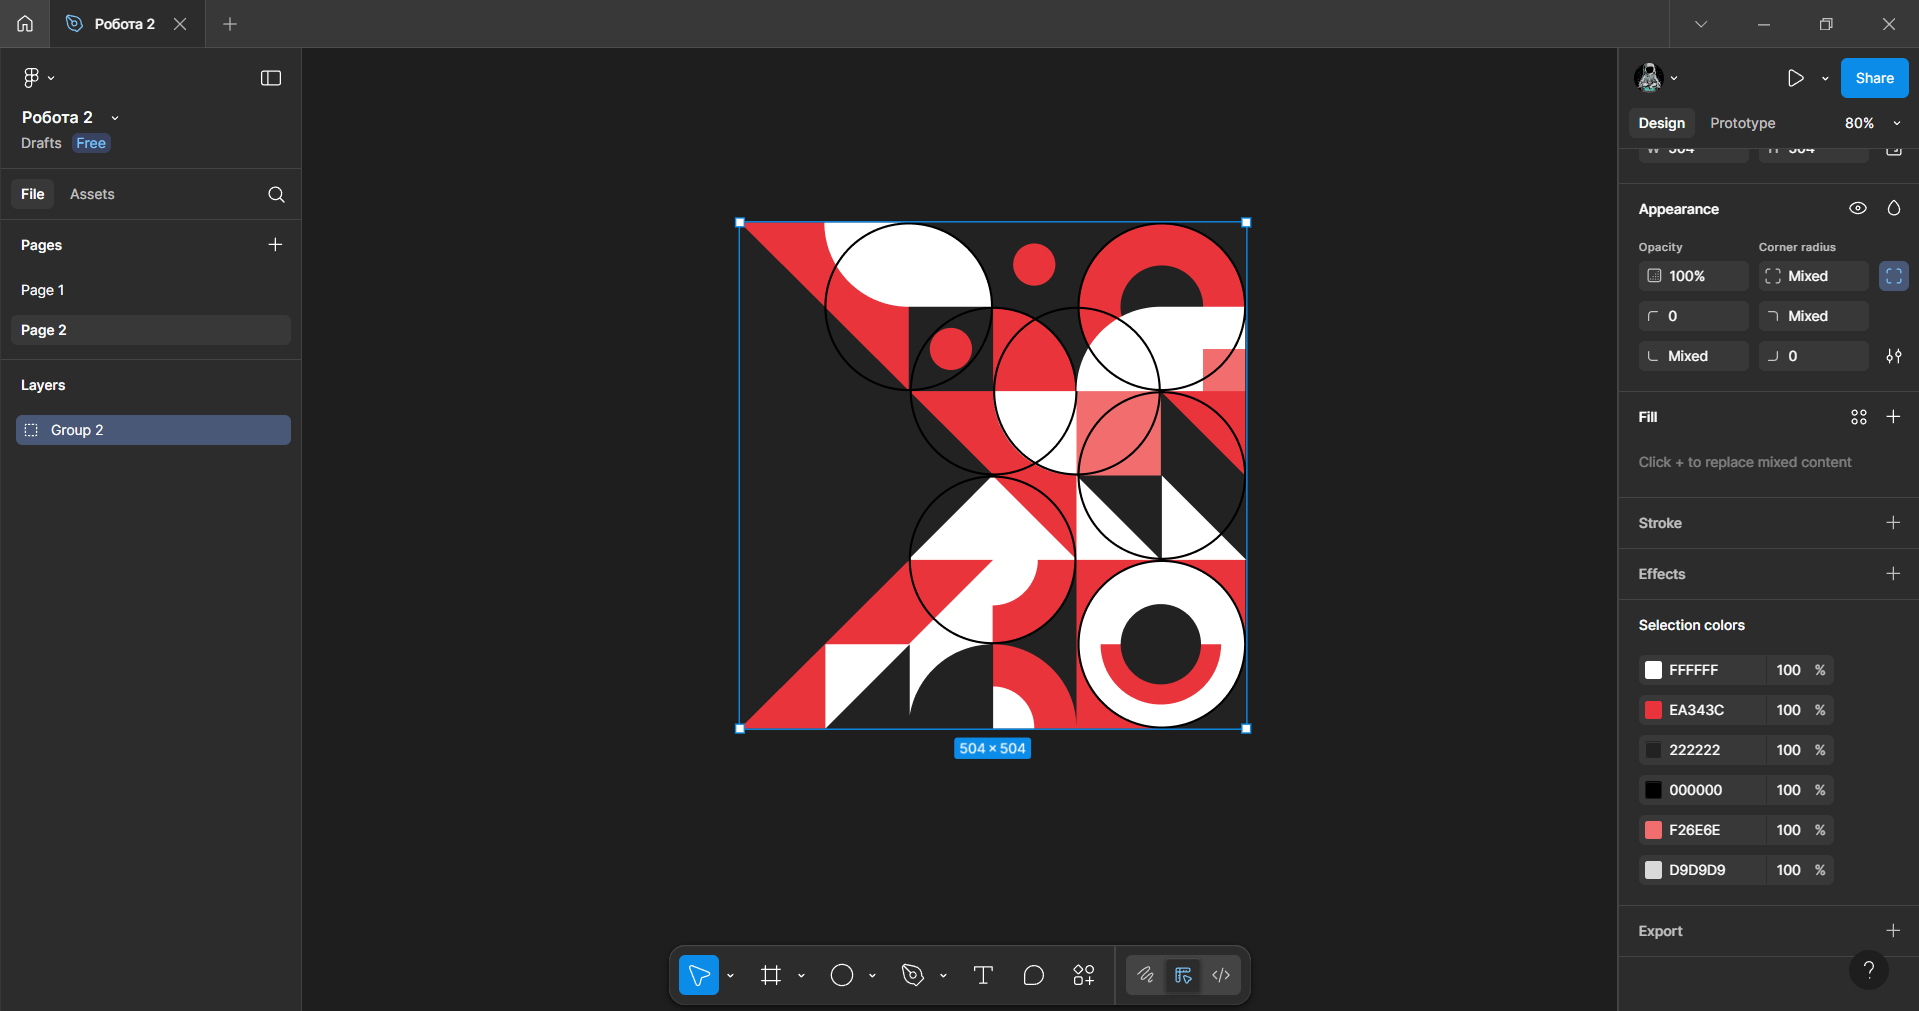 Робота 2
Робота 2
Drafts Free
File Assets
Pages
Page 1
Page 2
Layers
Group 2
504 × 504
Share
Design Prototype 80%
W 504 H 504
Appearance
Opacity Corner radius
100% Mixed
0 Mixed
Mixed 0
Fill
Click + to replace mixed content
Stroke
Effects
Selection colors
FFFFFF 100 %
EA343C 100 %
222222 100 %
000000 100 %
F26E6E 100 %
D9D9D9 100 %
Export
?